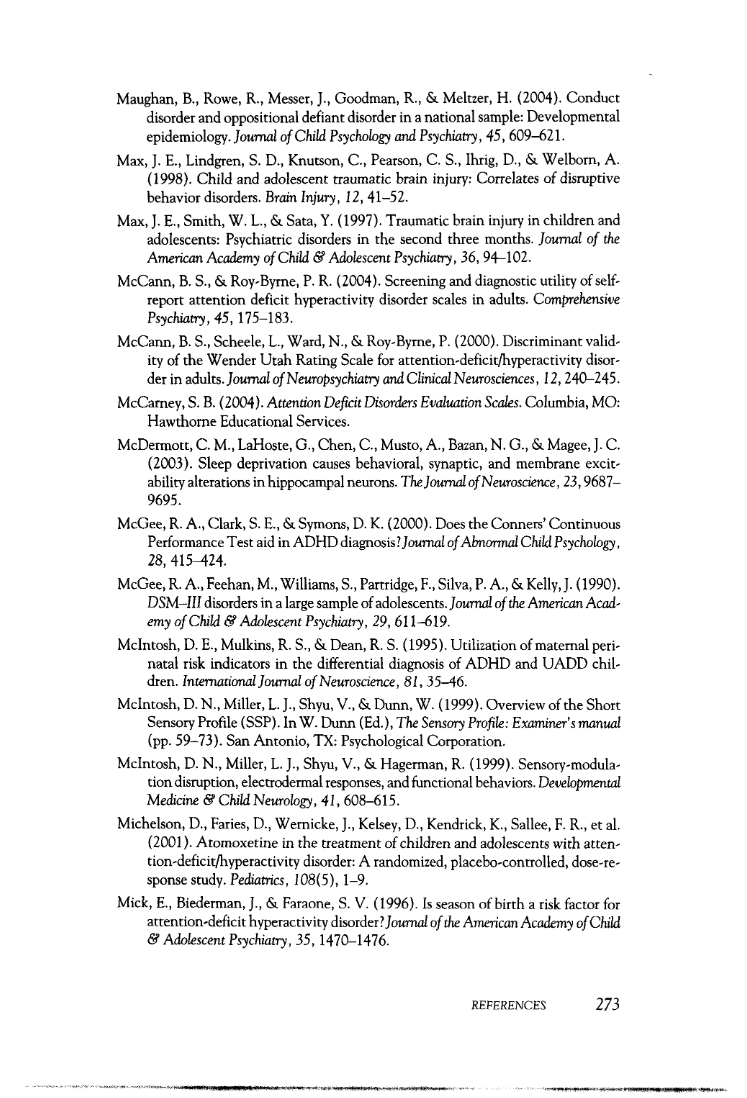 Maughan, B., Rowe, R., Messer, J., Goodman, R., & Meltzer, H. (2004). Conduct
disorder and oppositional defiant disorder in a national sample: Developmental
epidemiology. Journal of Child Psychology and Psychiatry, 45, 609–621.
Max, J. E., Lindgren, S. D., Knutson, C., Pearson, C. S., Ihrig, D., & Welborn, A.
(1998). Child and adolescent traumatic brain injury: Correlates of disruptive
behavior disorders. Brain Injury, 12, 41–52.
Max, J. E., Smith, W. L., & Sata, Y. (1997). Traumatic brain injury in children and
adolescents: Psychiatric disorders in the second three months. Journal of the
American Academy of Child & Adolescent Psychiatry, 36, 94–102.
McCann, B. S., & Roy-Byrne, P. R. (2004). Screening and diagnostic utility of self-
report attention deficit hyperactivity disorder scales in adults. Comprehensive
Psychiatry, 45, 175–183.
McCann, B. S., Scheele, L., Ward, N., & Roy-Byrne, P. (2000). Discriminant valid-
ity of the Wender Utah Rating Scale for attention-deficit/hyperactivity disor-
der in adults. Journal of Neuropsychiatry and Clinical Neurosciences, 12, 240–245.
McCarney, S. B. (2004). Attention Deficit Disorders Evaluation Scales. Columbia, MO:
Hawthorne Educational Services.
McDermott, C. M., LaHoste, G., Chen, C., Musto, A., Bazan, N. G., & Magee, J. C.
(2003). Sleep deprivation causes behavioral, synaptic, and membrane excit-
ability alterations in hippocampal neurons. The Journal of Neuroscience, 23, 9687–
9695.
McGee, R. A., Clark, S. E., & Symons, D. K. (2000). Does the Conners' Continuous
Performance Test aid in ADHD diagnosis? Journal of Abnormal Child Psychology,
28, 415–424.
McGee, R. A., Feehan, M., Williams, S., Partridge, F., Silva, P. A., & Kelly, J. (1990).
DSM–III disorders in a large sample of adolescents. Journal of the American Acad-
emy of Child & Adolescent Psychiatry, 29, 611–619.
McIntosh, D. E., Mulkins, R. S., & Dean, R. S. (1995). Utilization of maternal peri-
natal risk indicators in the differential diagnosis of ADHD and UADD chil-
dren. International Journal of Neuroscience, 81, 35–46.
McIntosh, D. N., Miller, L. J., Shyu, V., & Dunn, W. (1999). Overview of the Short
Sensory Profile (SSP). In W. Dunn (Ed.), The Sensory Profile: Examiner's manual
(pp. 59–73). San Antonio, TX: Psychological Corporation.
McIntosh, D. N., Miller, L. J., Shyu, V., & Hagerman, R. (1999). Sensory-modula-
tion disruption, electrodermal responses, and functional behaviors. Developmental
Medicine & Child Neurology, 41, 608–615.
Michelson, D., Faries, D., Wernicke, J., Kelsey, D., Kendrick, K., Sallee, F. R., et al.
(2001). Atomoxetine in the treatment of children and adolescents with atten-
tion-deficit/hyperactivity disorder: A randomized, placebo-controlled, dose-re-
sponse study. Pediatrics, 108(5), 1–9.
Mick, E., Biederman, J., & Faraone, S. V. (1996). Is season of birth a risk factor for
attention-deficit hyperactivity disorder? Journal of the American Academy of Child
& Adolescent Psychiatry, 35, 1470–1476.
REFERENCES 273